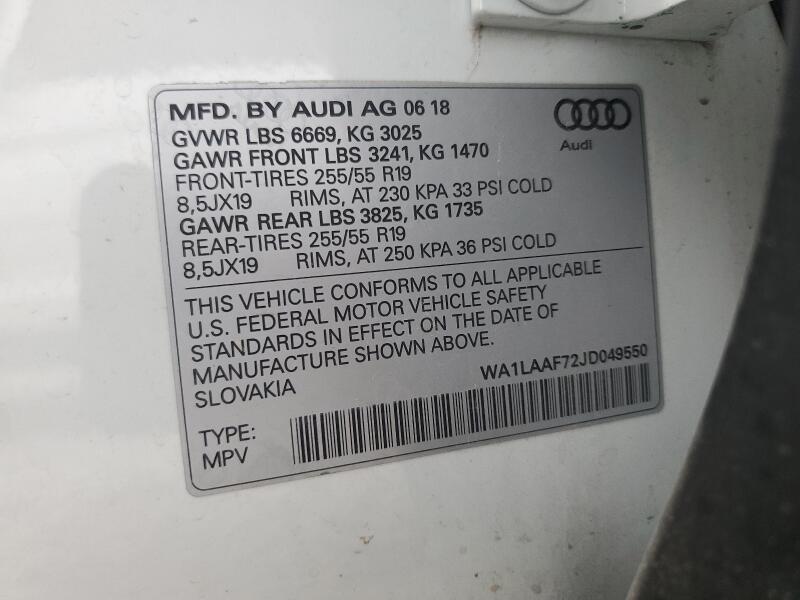 MFD. BY AUDI AG 06 18
GVWR LBS 6669, KG 3025
GAWR FRONT LBS 3241, KG 1470
FRONT-TIRES 255/55 R19
8,5JX19 RIMS, AT 230 KPA 33 PSI COLD
GAWR REAR LBS 3825, KG 1735
REAR-TIRES 255/55 R19
8,5JX19 RIMS, AT 250 KPA 36 PSI COLD
Audi
THIS VEHICLE CONFORMS TO ALL APPLICABLE
U.S. FEDERAL MOTOR VEHICLE SAFETY
STANDARDS IN EFFECT ON THE DATE OF
MANUFACTURE SHOWN ABOVE.
SLOVAKIA
WA1LAAF72JD049550
TYPE:
MPV